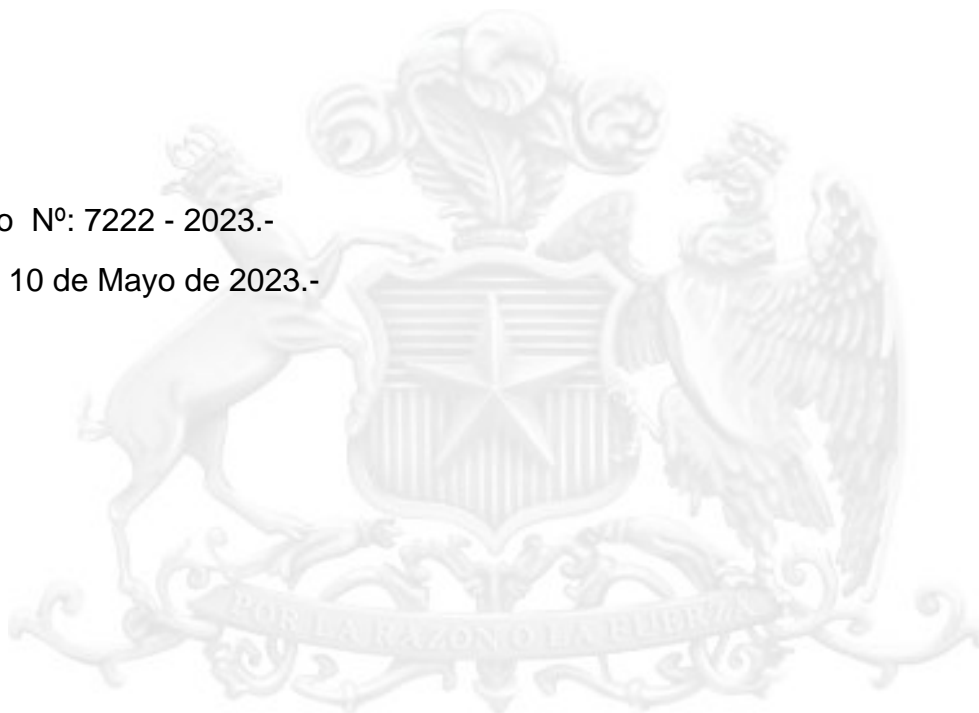 o Nº: 7222 - 2023.-
10 de Mayo de 2023.-
POR LA RAZON O LA FUERZA